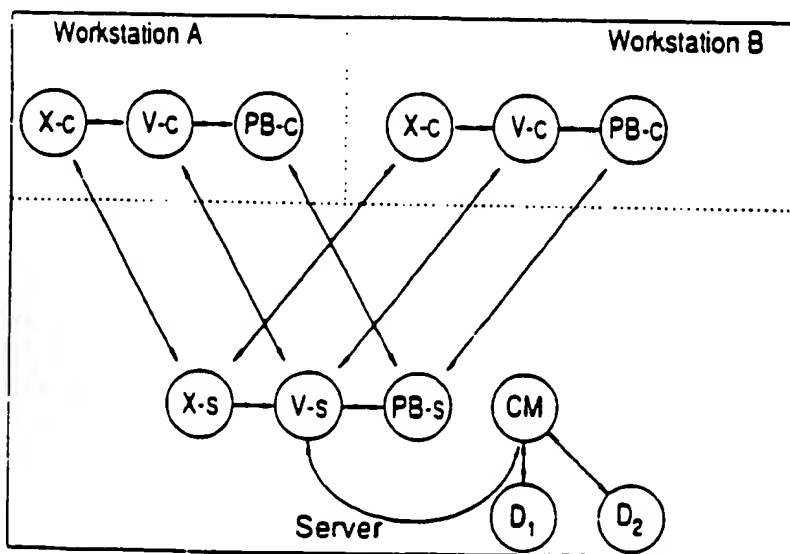 Workstation A
Workstation B
X-c V-c PB-c X-c V-c PB-c
X-s V-s PB-s CM
Server
D₁ D₂